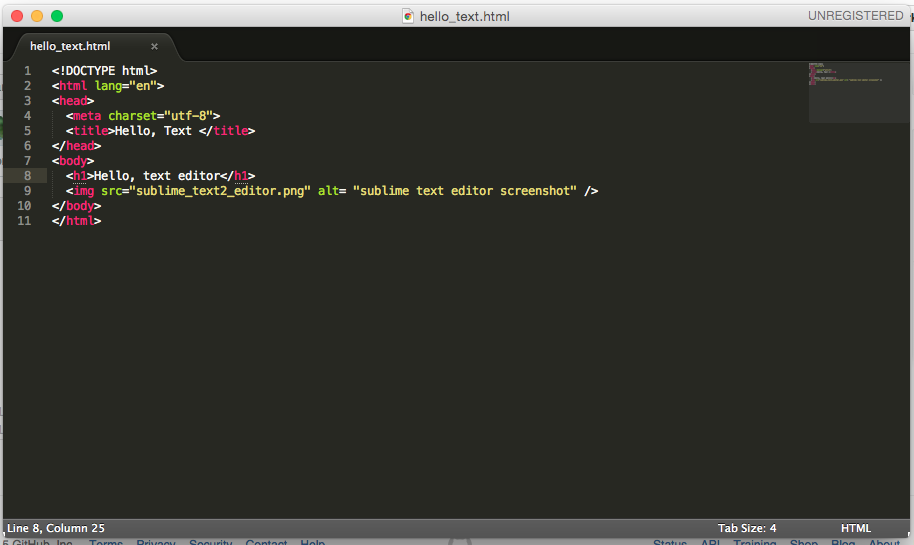 hello_text.html
UNREGISTERED
hello_text.html ×
1 <!DOCTYPE html>
2 <html lang="en">
3 <head>
4 <meta charset="utf-8">
5 <title>Hello, Text </title>
6 </head>
7 <body>
8 <h1>Hello, text editor</h1>
9 <img src="sublime_text2_editor.png" alt= "sublime text editor screenshot" />
10 </body>
11 </html>
Line 8, Column 25
Tab Size: 4
HTML
5 GitHub, Inc. Terms Privacy Security Contact Help
Status API Training Shop Blog About